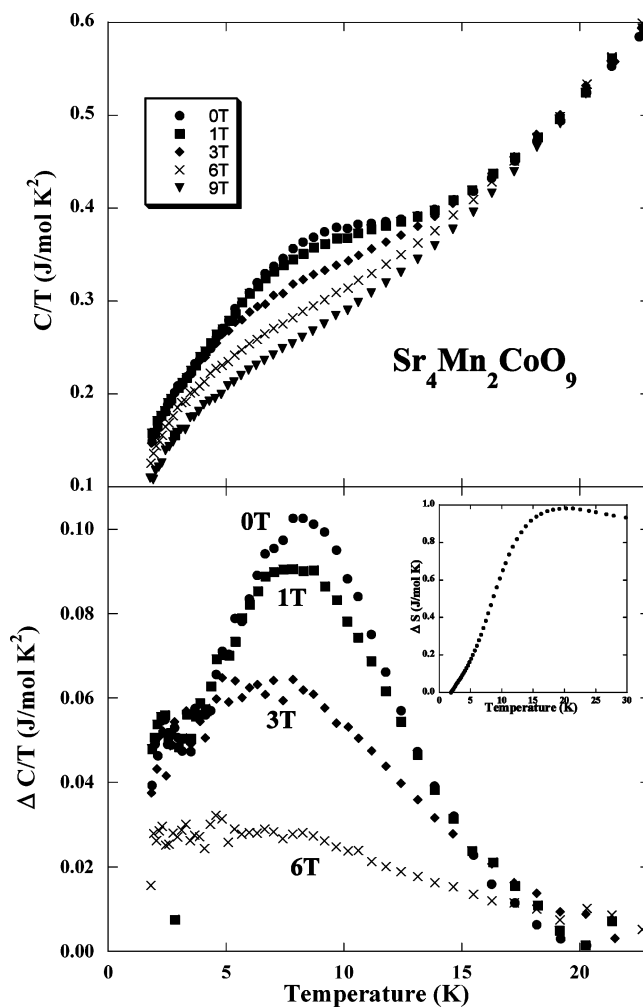 0.6
0.5
0.4
0.3
0.2
0.1
C/T (J/mol K²)
0T
1T
3T
6T
9T
Sr₄Mn₂CoO₉
0.10
0.08
0.06
0.04
0.02
0.00
Δ C/T (J/mol K²)
0T
1T
3T
6T
1.0
0.8
0.6
0.4
0.2
0.0
Δ S (J/mol K)
0 5 10 15 20 25 30
Temperature (K)
0 5 10 15 20
Temperature (K)